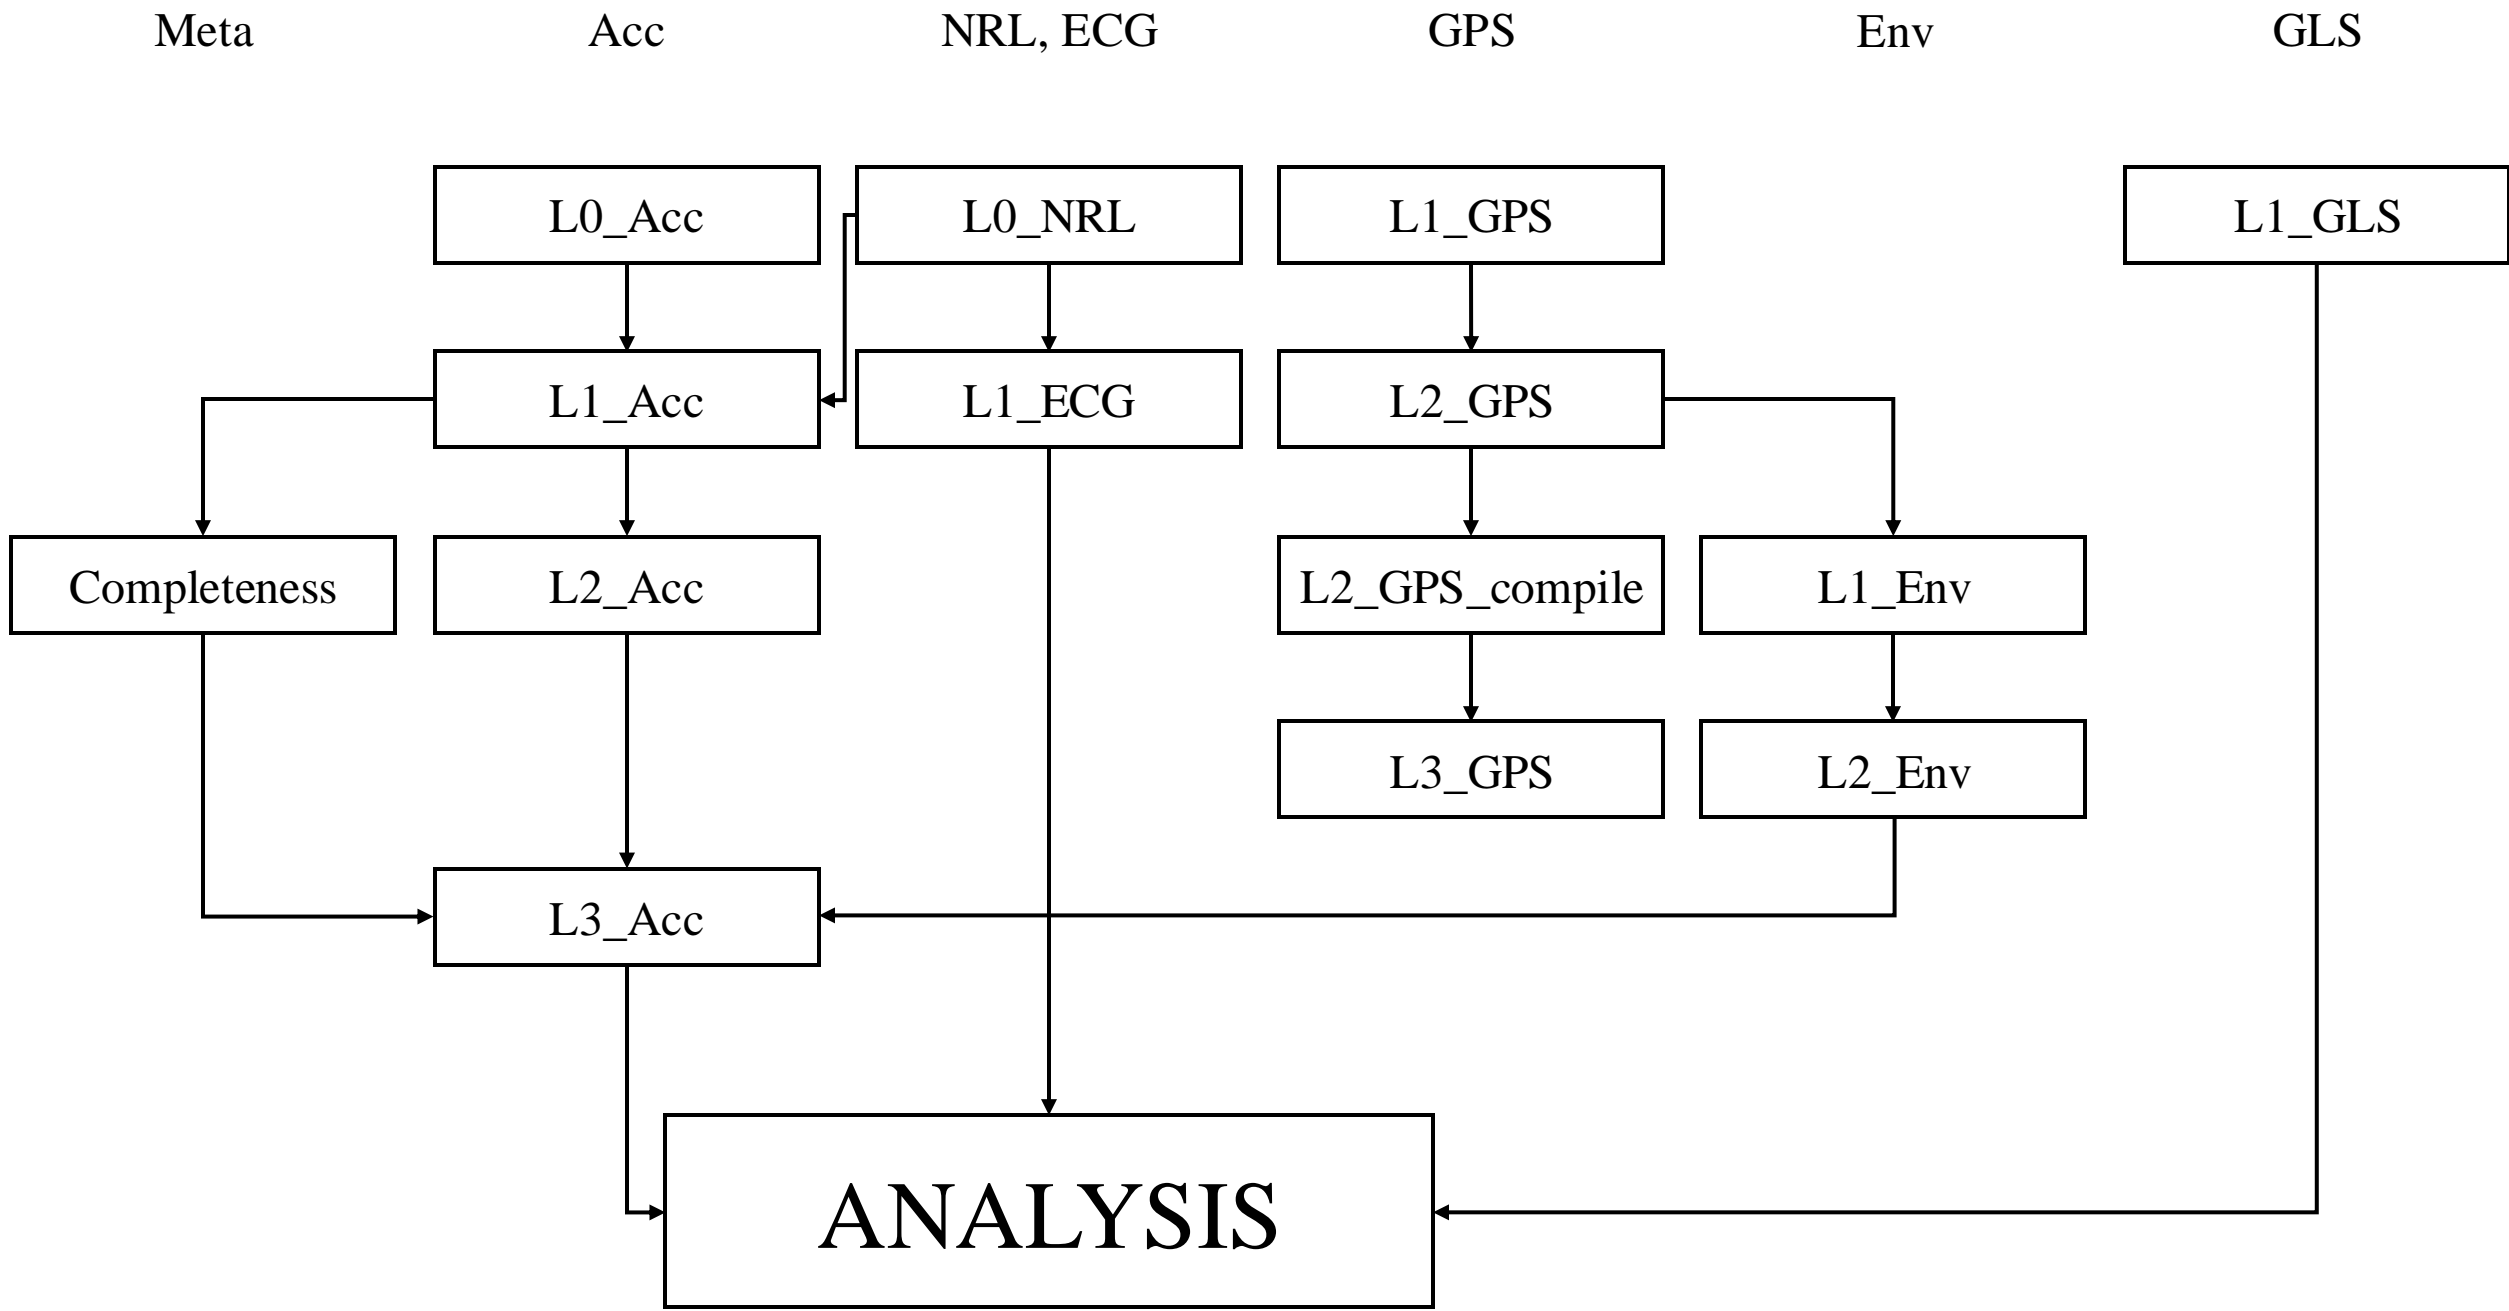 Meta
Acc
NRL, ECG
GPS
Env
GLS
L0_Acc
L0_NRL
L1_GPS
L1_GLS
L1_Acc
L1_ECG
L2_GPS
Completeness
L2_Acc
L2_GPS_compile
L1_Env
L3_GPS
L2_Env
L3_Acc
ANALYSIS